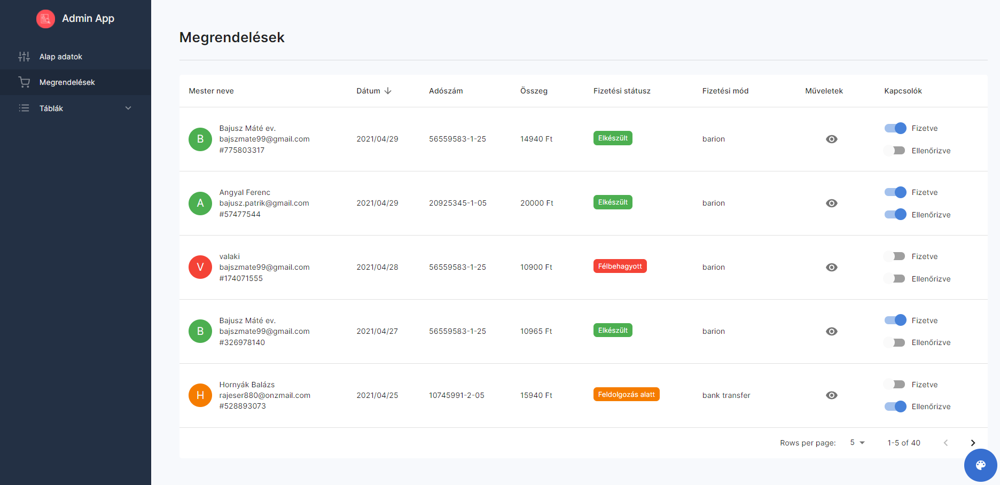 Admin App
Alap adatok
Megrendelések
Táblák
Megrendelések
Mester neve Dátum Adószám Összeg Fizetési státusz Fizetési mód Műveletek Kapcsolók
B
Bajusz Máté ev.
bajszmate99@gmail.com
#775803317
2021/04/29 56559583-1-25 14940 Ft Elkészült barion
Fizetve
Ellenőrizve
A
Angyal Ferenc
bajusz.patrik@gmail.com
#57477544
2021/04/29 20925345-1-05 20000 Ft Elkészült barion
Fizetve
Ellenőrizve
V
valaki
bajszmate99@gmail.com
#174071555
2021/04/28 56559583-1-25 10900 Ft Félbehagyott barion
Fizetve
Ellenőrizve
B
Bajusz Máté ev.
bajszmate99@gmail.com
#326978140
2021/04/27 56559583-1-25 10965 Ft Elkészült barion
Fizetve
Ellenőrizve
H
Hornyák Balázs
rajeser880@onzmail.com
#528893073
2021/04/25 10745991-2-05 15940 Ft Feldolgozás alatt bank transfer
Fizetve
Ellenőrizve
Rows per page: 5 1-5 of 40